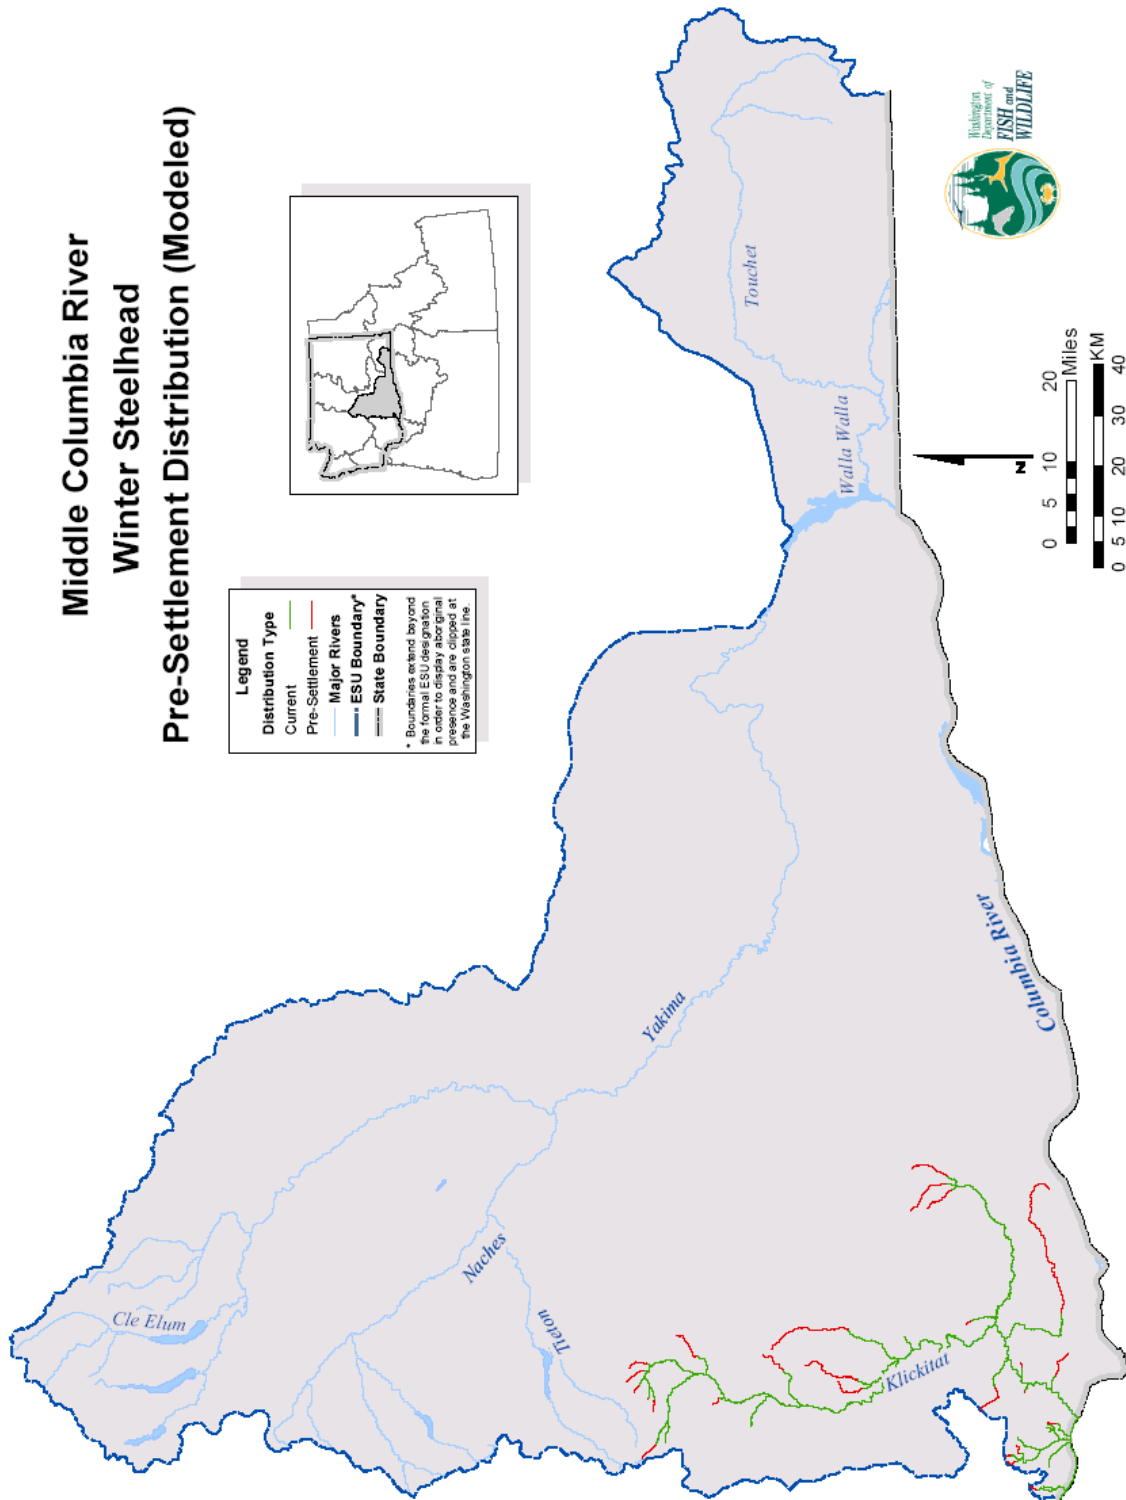 Middle Columbia River
Winter Steelhead
Pre-Settlement Distribution (Modeled)
Legend
Distribution Type
Current
Pre-Settlement
Major Rivers
ESU Boundary*
State Boundary
* Boundaries extend beyond
the formal ESU designation
in order to display aboriginal
presence and are clipped at
the Washington state line.
Cle Elum
Naches
Tieton
Yakima
Klickitat
Columbia River
Walla Walla
Touchet
N
0 5 10 20
Miles
KM
0 5 10 20 30 40
Washington
Department of
FISH and
WILDLIFE